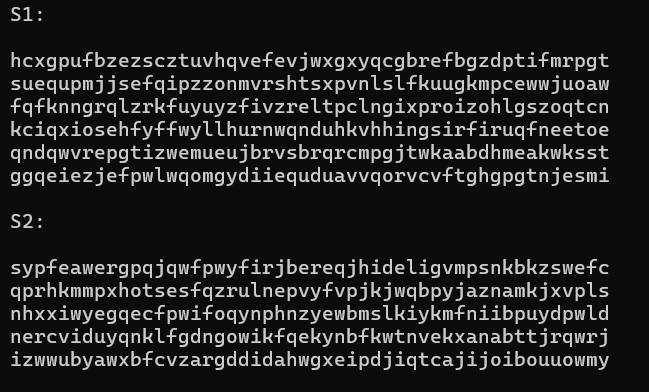 S1:
hcxgpufbzezscztuvhqvefevjwxgxyqcgbrefbgzdptifmrpgt
suequpmjjsefqipzzonmvrshtsxpvnlslfkuugkmpcewwjuoaw
fqfknngrqlzrkfuyuyzfivzreltpclngixproizohlgszoqtcn
kciqxiosehfyffwyllhurnwqnduhkvhhingsirfiruqfneetoe
qndqwvrepgtizwemueujbrvsbrqrcmpgjtwkaabdhmeakwksst
ggqeiezjefpwlwqomgydiiequduavvqorvcvftghgpgtnjesmi
S2:
sypfeawergpqjqwfpwyfirjbereqjhideligvmpsnkbkzswefc
qprhkmmpxhotsesfqzrulnepvyfvpjkjwqbpyjaznamkjxvpls
nhxxiwyegqecfpwifoqynphnzyewbmslkiykmfniibpuydpwld
nercviduyqnklfgdngowikfqekynbfkwtnvekxanabttjrqwrj
izwwubyawxbfcvzargddidahwgxeipdjiqtcajijoibouuowmy